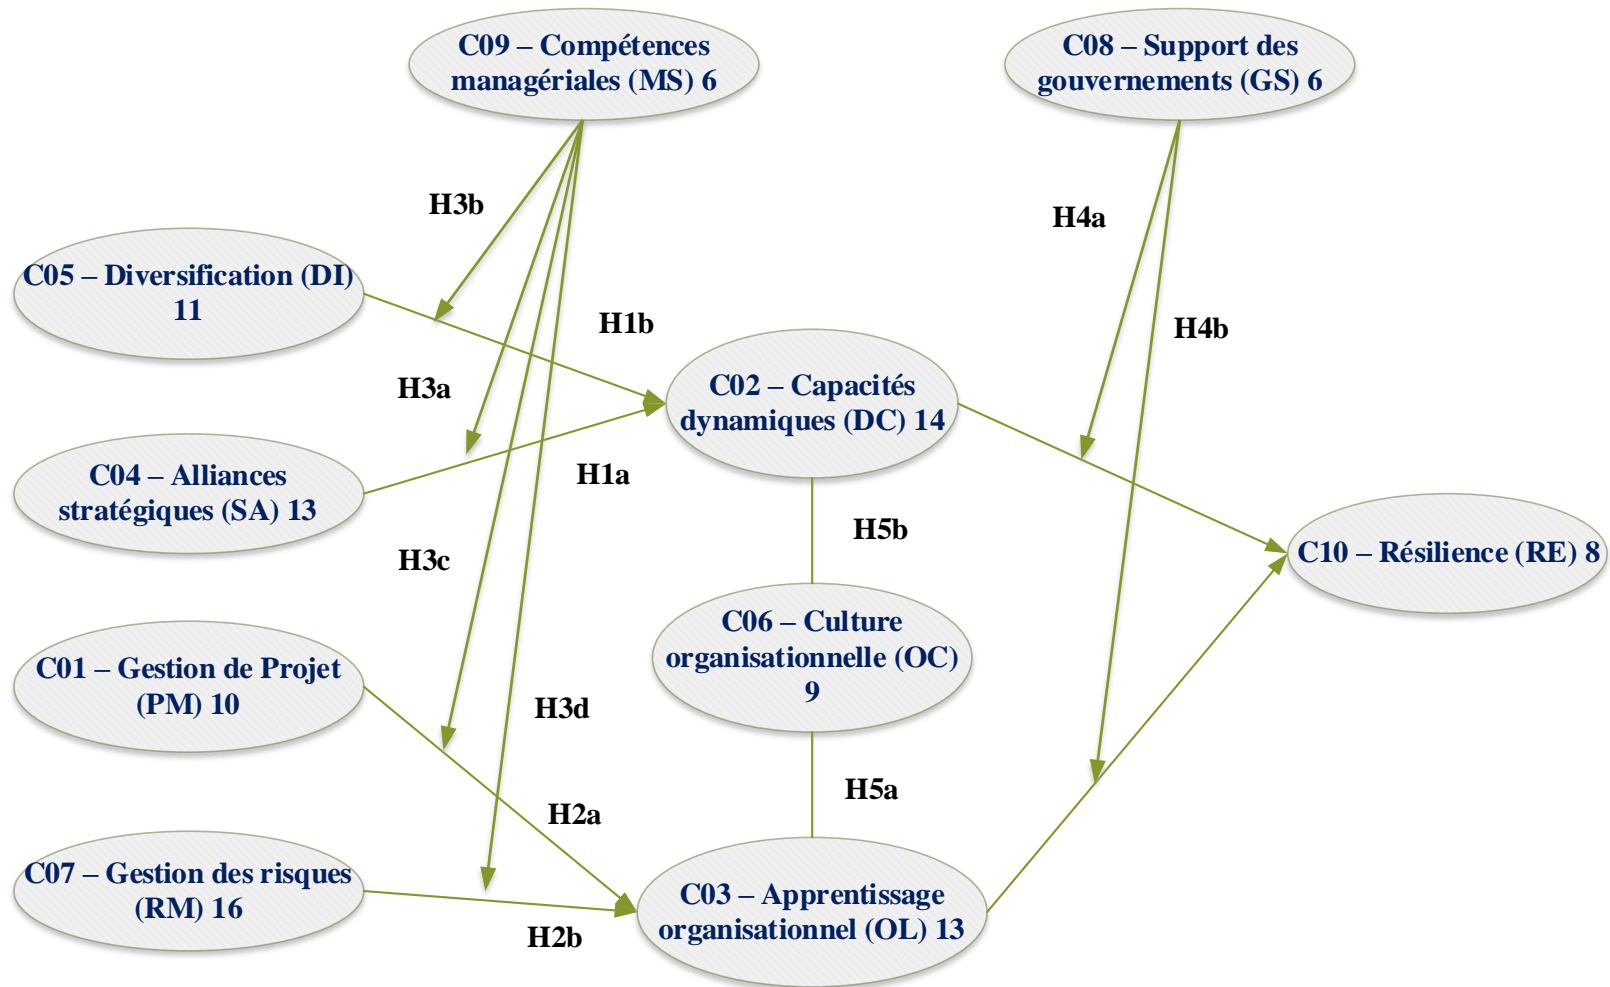 C09 – Compétences
managériales (MS) 6
C08 – Support des
gouvernements (GS) 6
H3b
H4a
C05 – Diversification (DI)
11
H1b
H4b
H3a
C02 – Capacités
dynamiques (DC) 14
C04 – Alliances
stratégiques (SA) 13
H1a
H5b
H3c
C10 – Résilience (RE) 8
C06 – Culture
organisationnelle (OC)
9
C01 – Gestion de Projet
(PM) 10
H3d
H5a
H2a
C07 – Gestion des risques
(RM) 16
C03 – Apprentissage
organisationnel (OL) 13
H2b